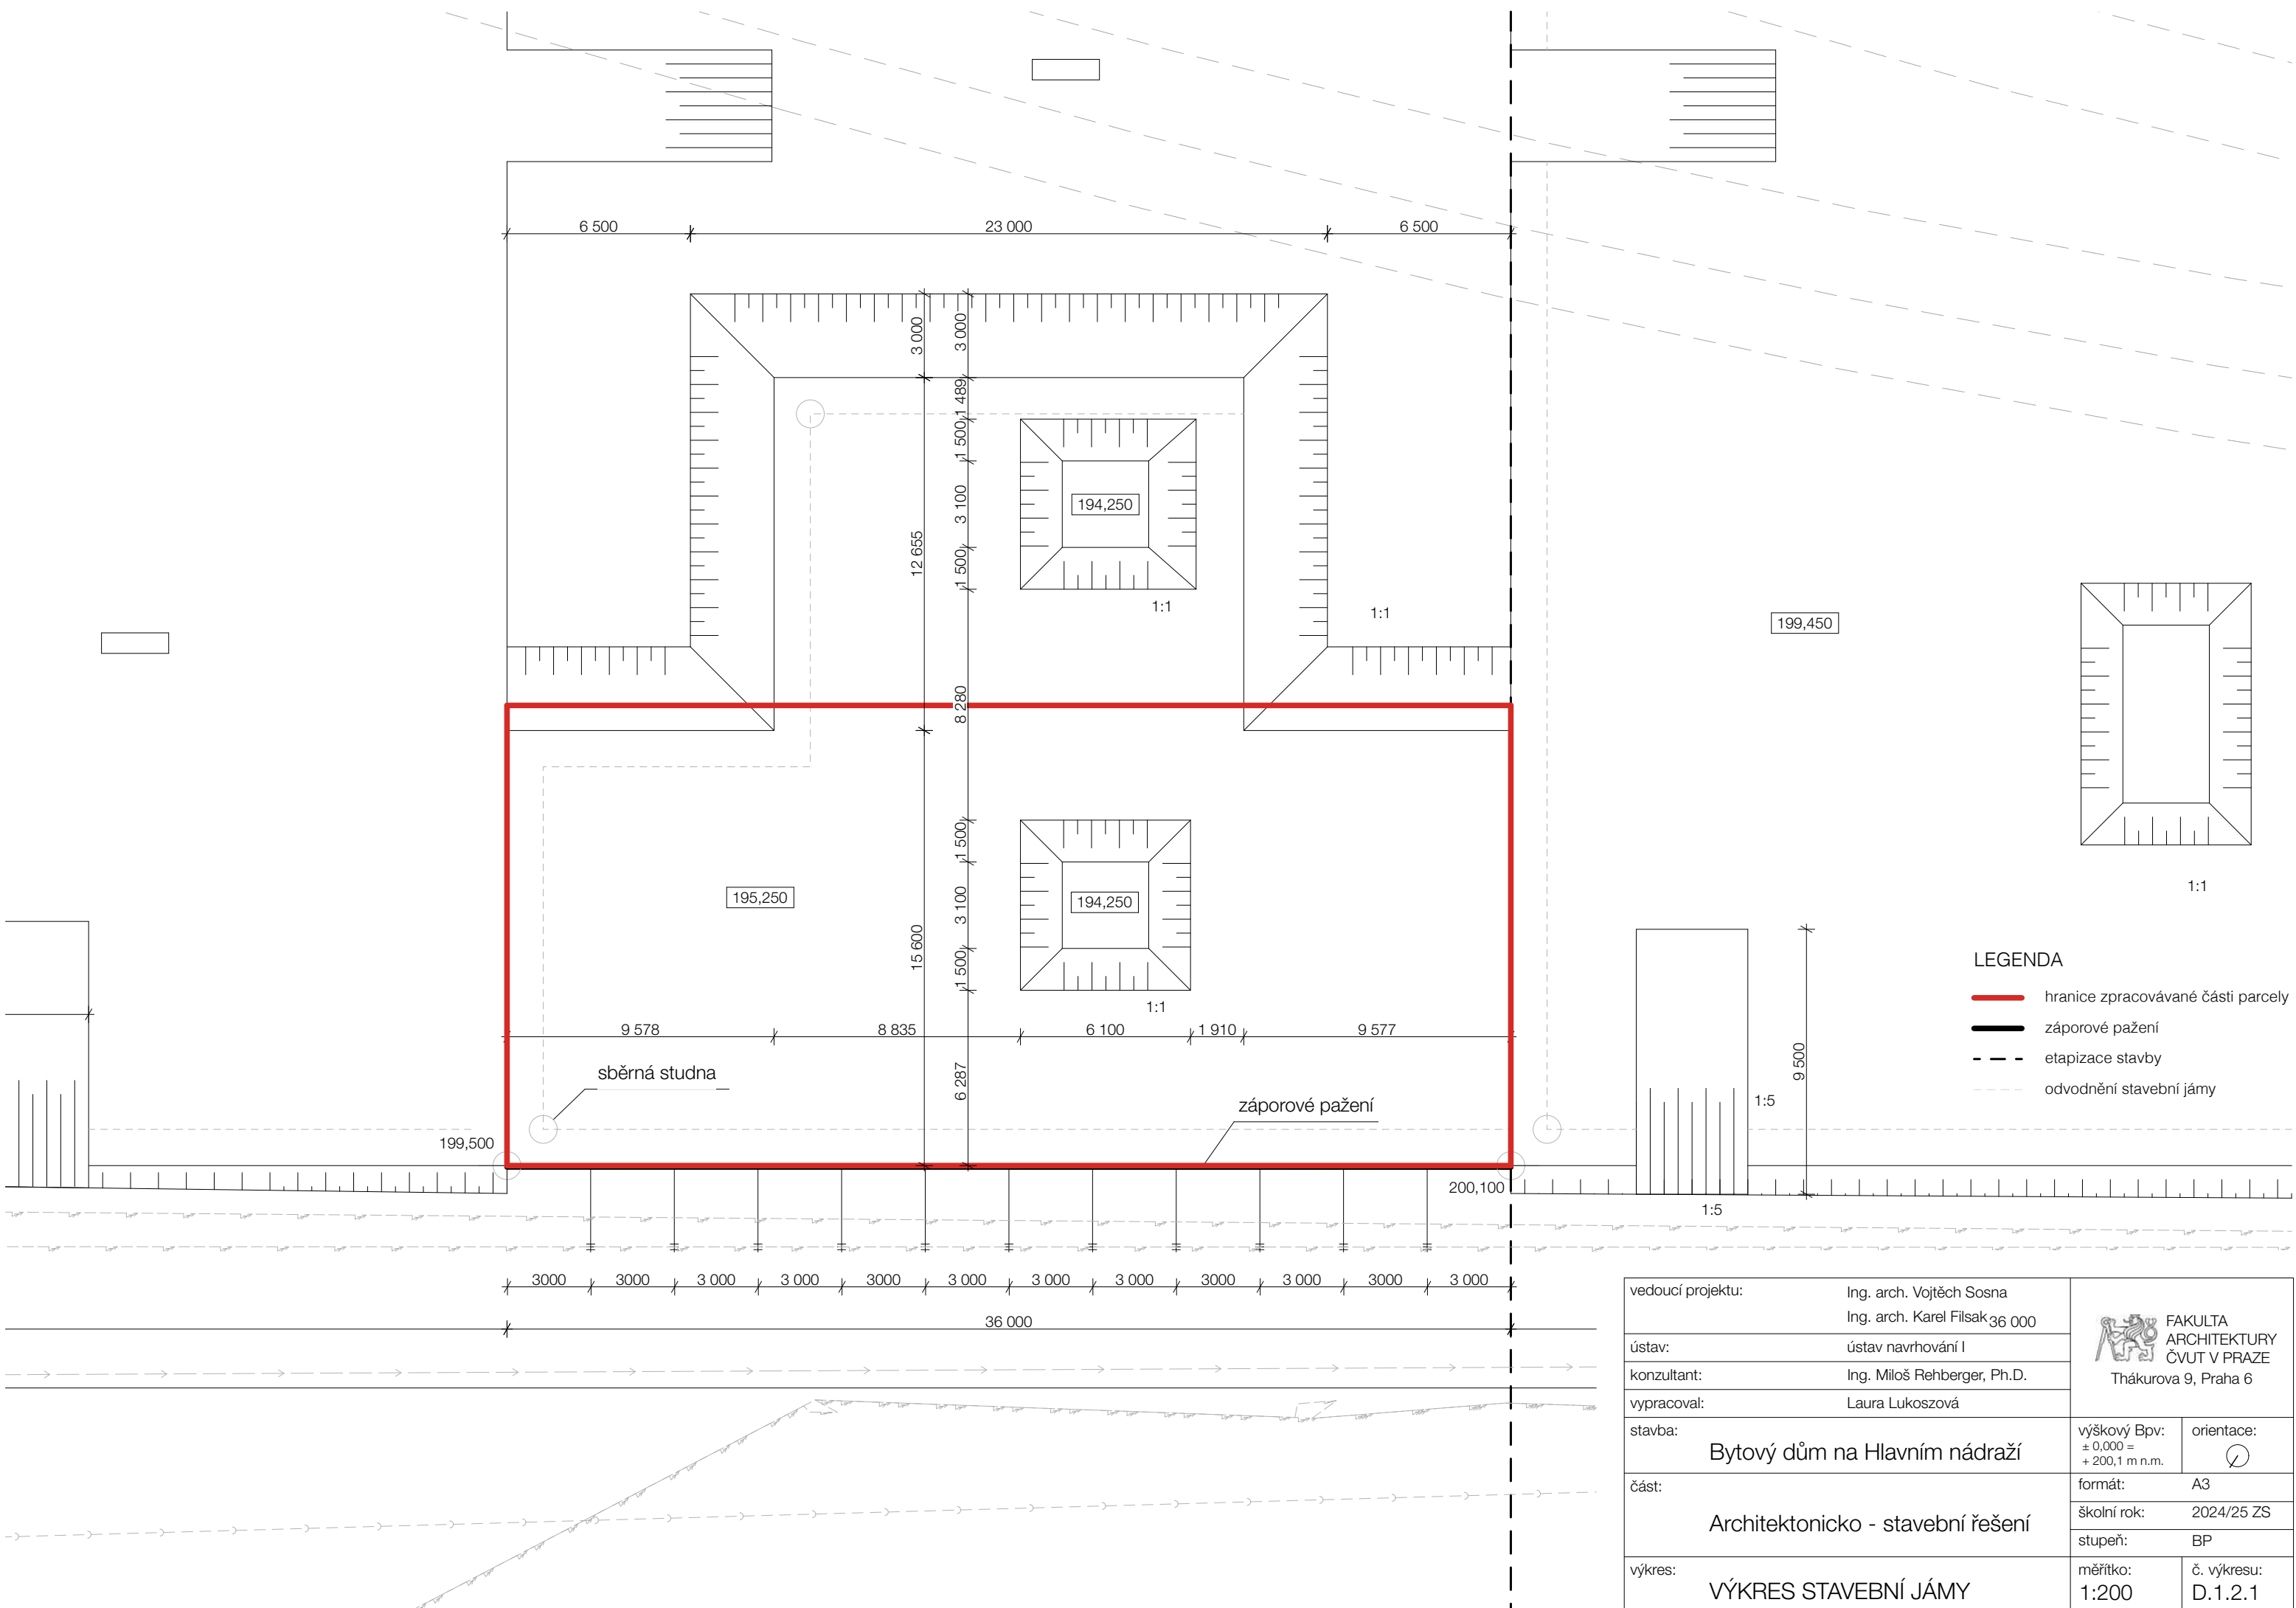 6 500
23 000
6 500
3 000
3 000
1 489
1 500
3 100
12 655
1 500
194,250
1:1
1:1
199,450
8 280
1 500
195,250
3 100
194,250
15 600
1 500
1:1
1:1
9 578
8 835
6 100
1 910
9 577
6 287
sběrná studna
záporové pažení
199,500
200,100
9 500
1:5
1:5
LEGENDA
hranice zpracovávané části parcely
záporové pažení
etapizace stavby
odvodnění stavební jámy
3000
3000
3 000
3 000
3000
3 000
3 000
3 000
3000
3 000
3000
3 000
36 000
vedoucí projektu:
Ing. arch. Vojtěch Sosna
Ing. arch. Karel Filsak
36 000
ústav:
ústav navrhování I
konzultant:
Ing. Miloš Rehberger, Ph.D.
vypracoval:
Laura Lukoszová
FAKULTA
ARCHITEKTURY
ČVUT V PRAZE
Thákurova 9, Praha 6
stavba:
Bytový dům na Hlavním nádraží
výškový Bpv:
± 0,000 =
+ 200,1 m n.m.
orientace:
část:
Architektonicko - stavební řešení
formát:
A3
školní rok:
2024/25 ZS
stupeň:
BP
výkres:
VÝKRES STAVEBNÍ JÁMY
měřítko:
1:200
č. výkresu:
D.1.2.1